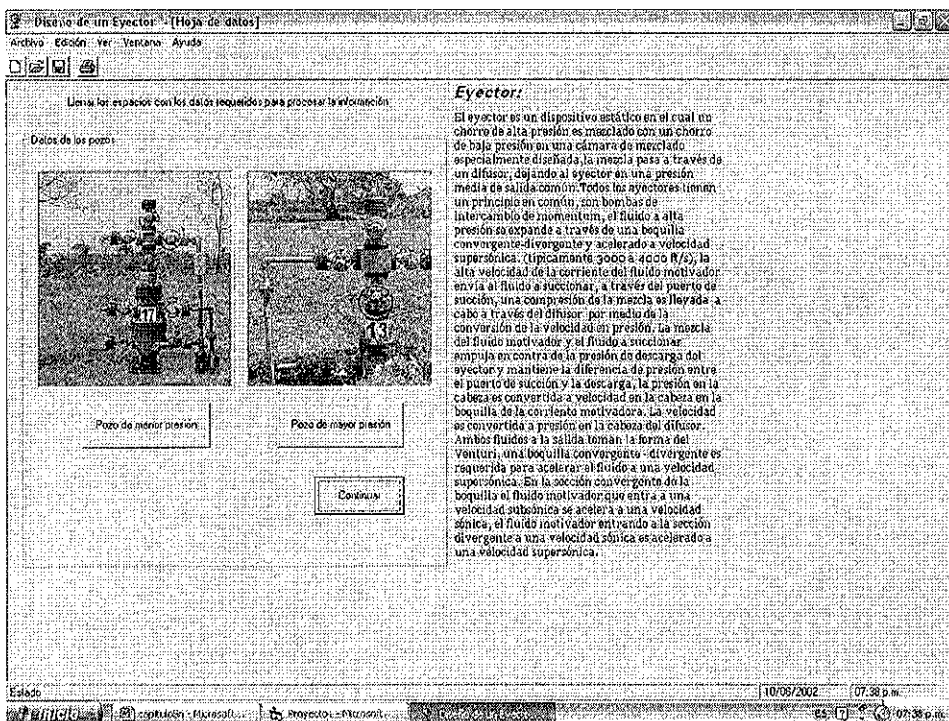 Diseño de un Eyector - [Hoja de datos]
Archivo Edición Ver Ventana Ayuda
Llenar los espacios con los datos requeridos para procesar la información
Datos de los pozos
17
13
Pozo de menor presión
Pozo de mayor presión
Continuar
Eyector:
El eyector es un dispositivo estático en el cual un
chorro de alta presión es mezclado con un chorro
de baja presión en una cámara de mezclado
especialmente diseñada, la mezcla pasa a través de
un difusor, dejando al eyector en una presión
media de salida común. Todos los eyectores tienen
un principio en común, son bombas de
intercambio de momentum, el fluido a alta
presión se expande a través de una boquilla
convergente-divergente y acelerado a velocidad
supersónica. (tipicamente 3000 a 4000 ft/s), la
alta velocidad de la corriente del fluido motivador
envia al fluido a succionar, a través del puerto de
succión, una compresión de la mezcla es llevada a
cabo a través del difusor por medio de la
conversión de la velocidad en presión. La mezcla
del fluido motivador y el fluido a succionar
empuja en contra de la presión de descarga del
eyector y mantiene la diferencia de presión entre
el puerto de succión y la descarga, la presión en la
cabeza es convertida a velocidad en la cabeza en la
boquilla de la corriente motivadora. La velocidad
es convertida a presión en la cabeza del difusor.
Ambos fluidos a la salida toman la forma del
Venturi, una boquilla convergente - divergente es
requerida para acelerar el fluido a una velocidad
supersónica. En la sección convergente de la
boquilla el fluido motivador que entra a una
velocidad subsónica se acelera a una velocidad
sónica, el fluido motivador entrando a la sección
divergente a una velocidad sónica es acelerado a
una velocidad supersónica.
Estado
10/06/2002 07:38 p.m.
Inicio
Microsoft...
Microsoft...
07:38 p.m.